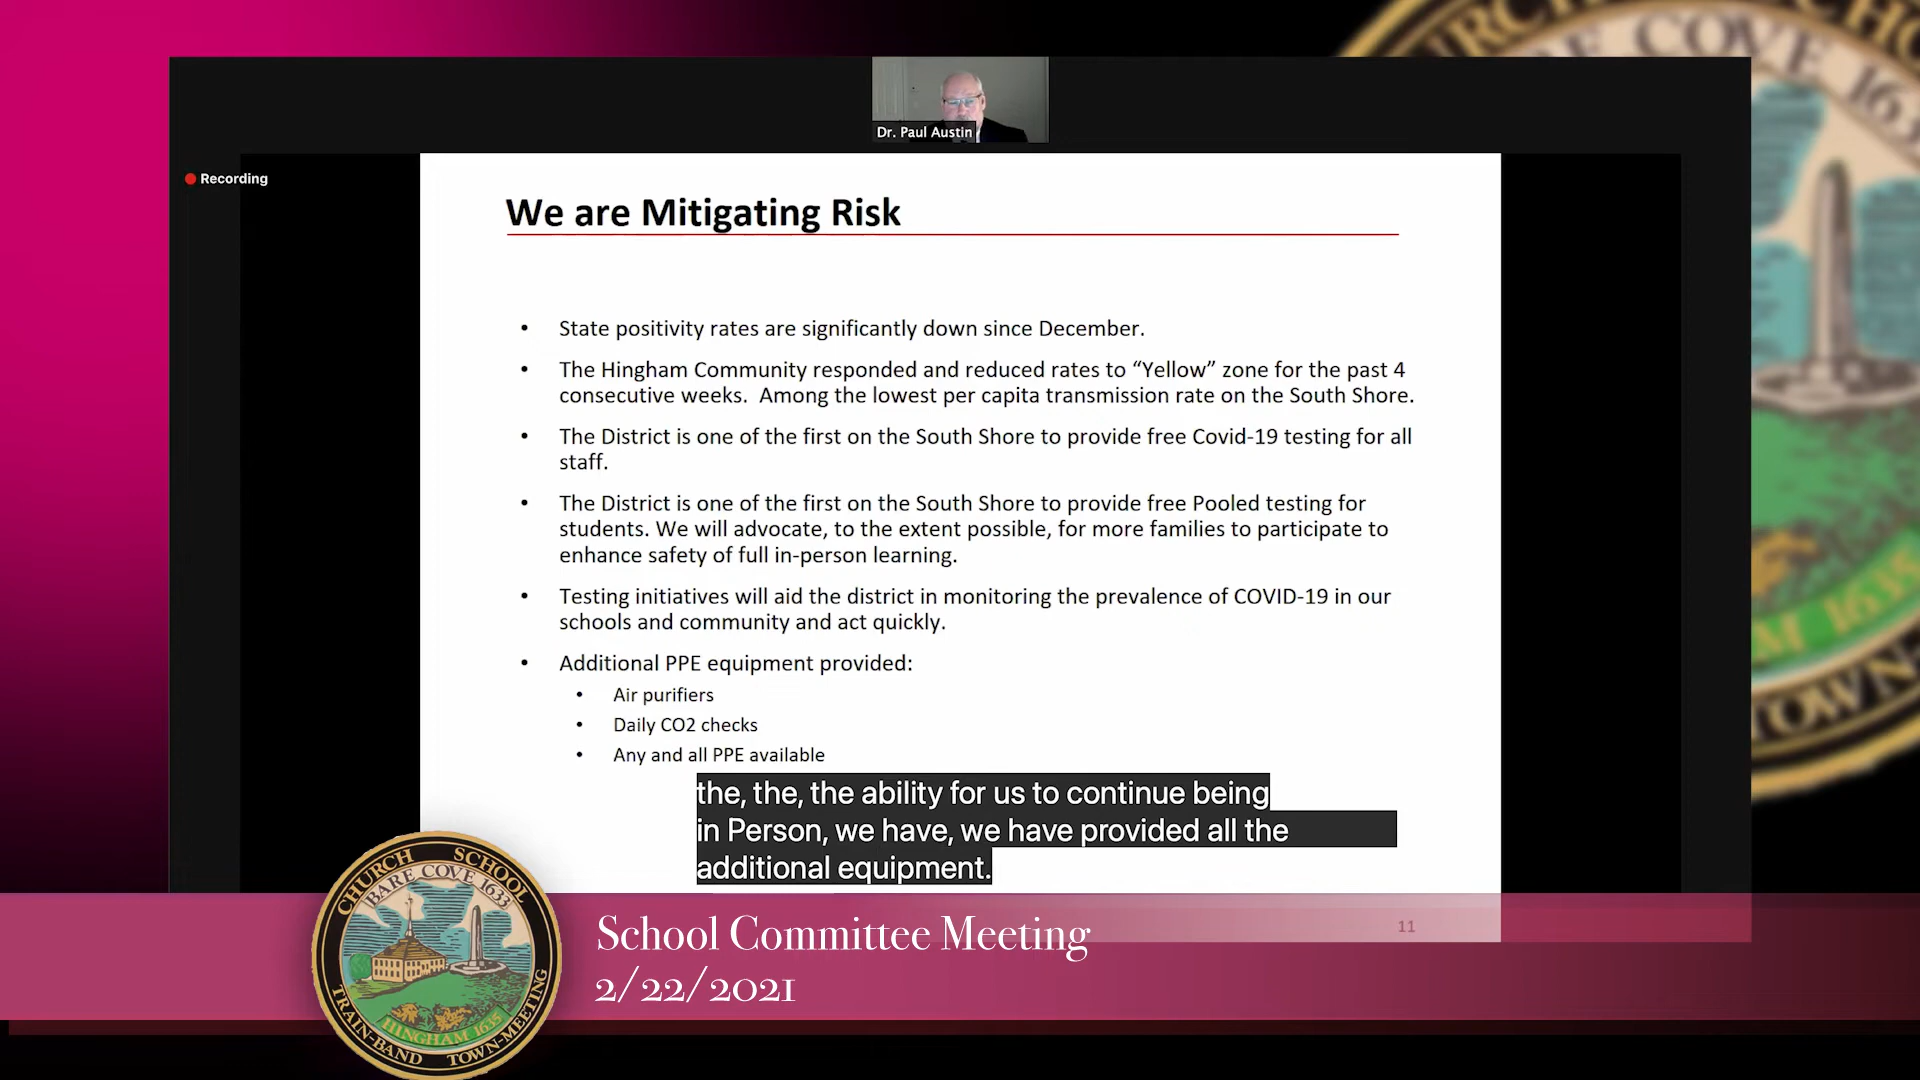 Dr. Paul Austin
Recording
We are Mitigating Risk
• State positivity rates are significantly down since December.
• The Hingham Community responded and reduced rates to “Yellow” zone for the past 4
consecutive weeks.  Among the lowest per capita transmission rate on the South Shore.
• The District is one of the first on the South Shore to provide free Covid-19 testing for all
staff.
• The District is one of the first on the South Shore to provide free Pooled testing for
students. We will advocate, to the extent possible, for more families to participate to
enhance safety of full in-person learning.
• Testing initiatives will aid the district in monitoring the prevalence of COVID-19 in our
schools and community and act quickly.
• Additional PPE equipment provided:
• Air purifiers
• Daily CO2 checks
• Any and all PPE available
the, the, the ability for us to continue being
in Person, we have, we have provided all the
additional equipment.
11
School Committee Meeting
2/22/2021
CHURCH SCHOOL
BARE COVE 1633
HINGHAM 1635
TRAIN-BAND TOWN-MEETING